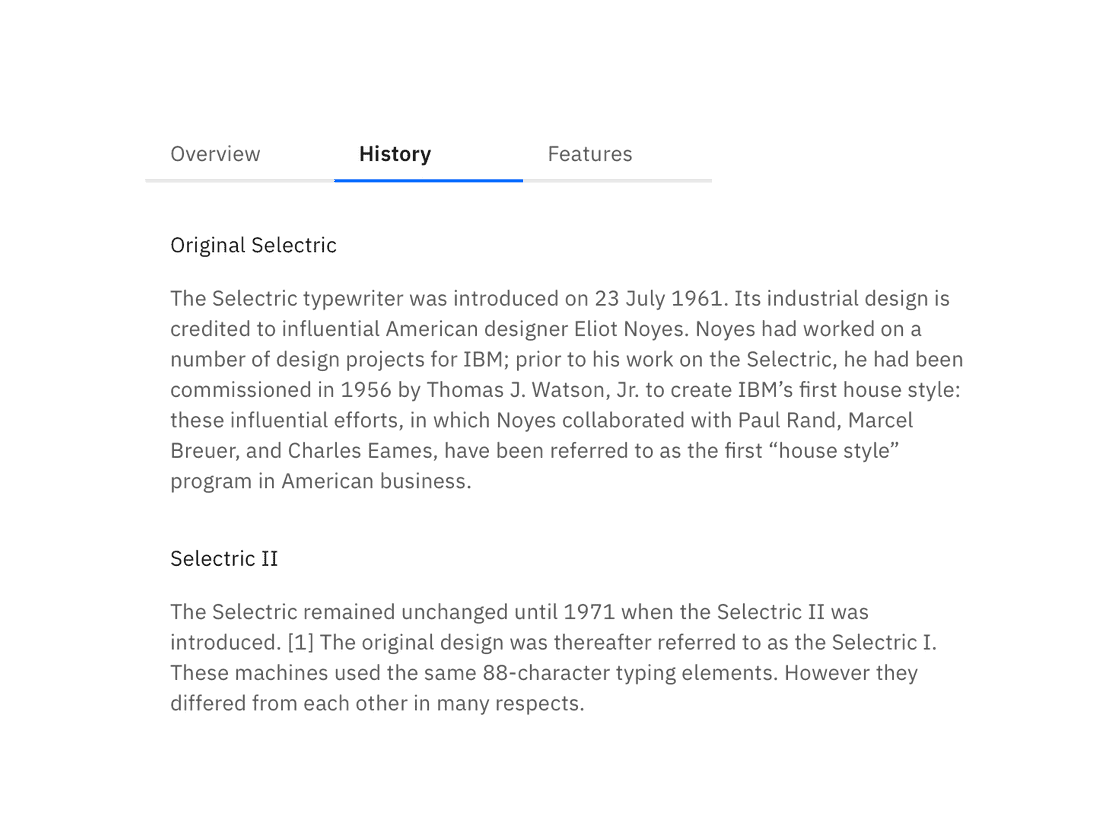 Overview History Features
Original Selectric
The Selectric typewriter was introduced on 23 July 1961. Its industrial design is
credited to influential American designer Eliot Noyes. Noyes had worked on a
number of design projects for IBM; prior to his work on the Selectric, he had been
commissioned in 1956 by Thomas J. Watson, Jr. to create IBM’s first house style:
these influential efforts, in which Noyes collaborated with Paul Rand, Marcel
Breuer, and Charles Eames, have been referred to as the first “house style”
program in American business.
Selectric II
The Selectric remained unchanged until 1971 when the Selectric II was
introduced. [1] The original design was thereafter referred to as the Selectric I.
These machines used the same 88-character typing elements. However they
differed from each other in many respects.